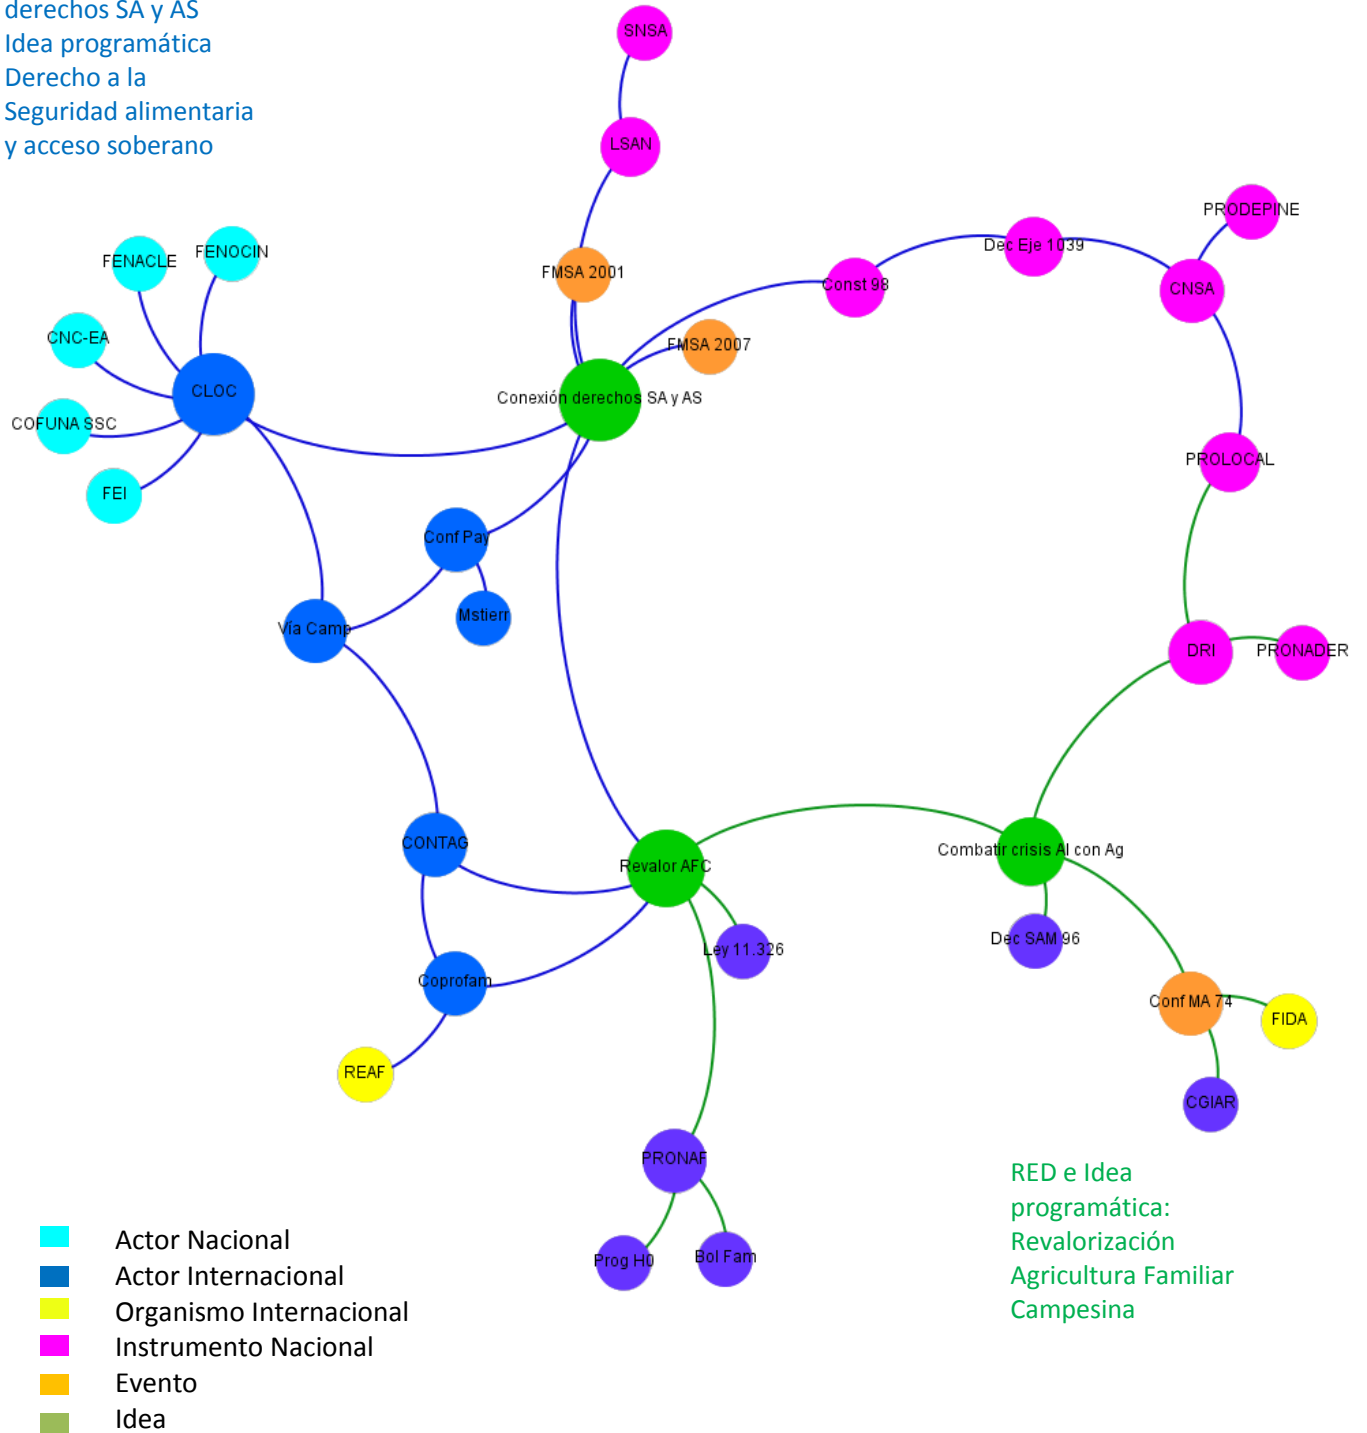 derechos SA y AS
Idea programática
Derecho a la
Seguridad alimentaria
y acceso soberano
SNSA
LSAN
PRODEPINE
FENACLE
FENOCIN
Dec Eje 1039
FMSA 2001
Const 98
CNSA
CNC-EA
FMSA 2007
CLOC
Conexión derechos SA y AS
COFUNA SSC
PROLOCAL
FEI
Conf Pay
Mstierr
Vía Camp
DRI
PRONADER
CONTAG
Revalor AFC
Combatir crisis Al con Ag
Ley 11.326
Dec SAM 96
Coprofam
Conf MA 74
FIDA
REAF
CGIAR
PRONAF
Prog H0
Bol Fam
RED e Idea
programática:
Revalorización
Agricultura Familiar
Campesina
Actor Nacional
Actor Internacional
Organismo Internacional
Instrumento Nacional
Evento
Idea